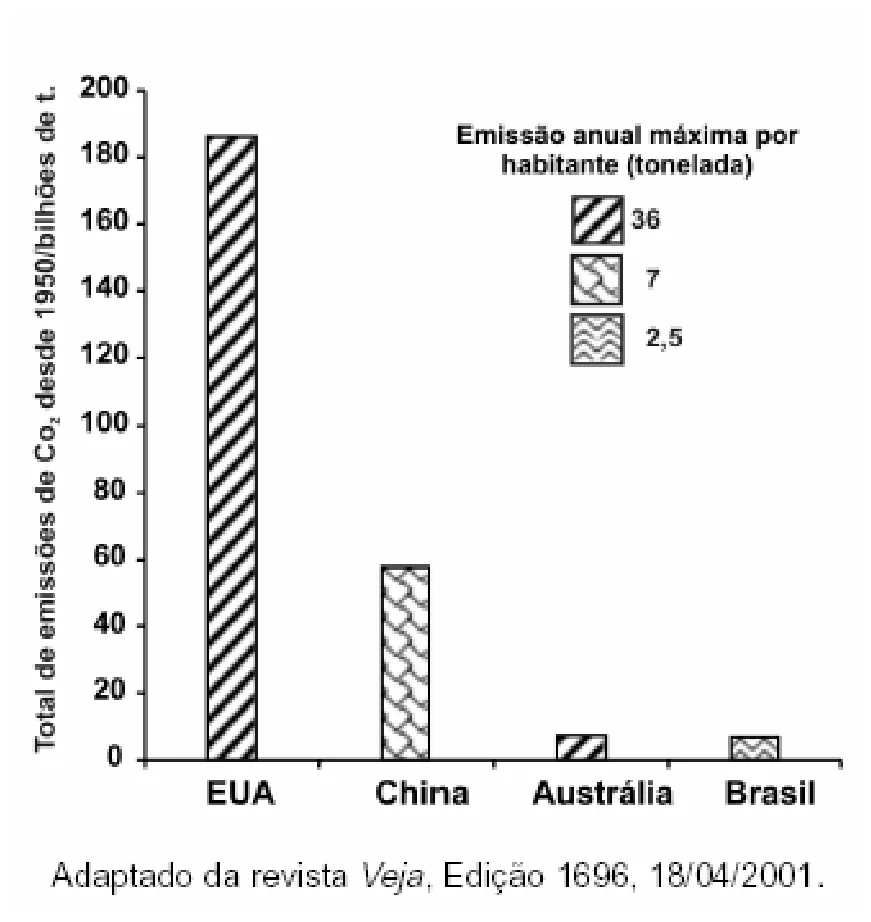 Total de emissões de Co₂ desde 1950/bilhões de t.
200
180
160
140
120
100
80
60
40
20
0
Emissão anual máxima por
habitante (tonelada)
36
7
2,5
EUA China Austrália Brasil
Adaptado da revista Veja, Edição 1696, 18/04/2001.